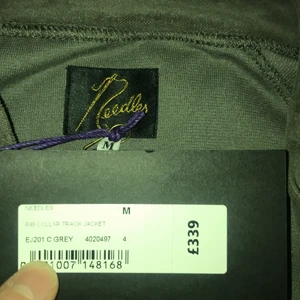 Needles
M
NEEDLES M
RIB COLLAR TRACK JACKET
EJ201 C GREY 4020497 4
1007 148168
£339